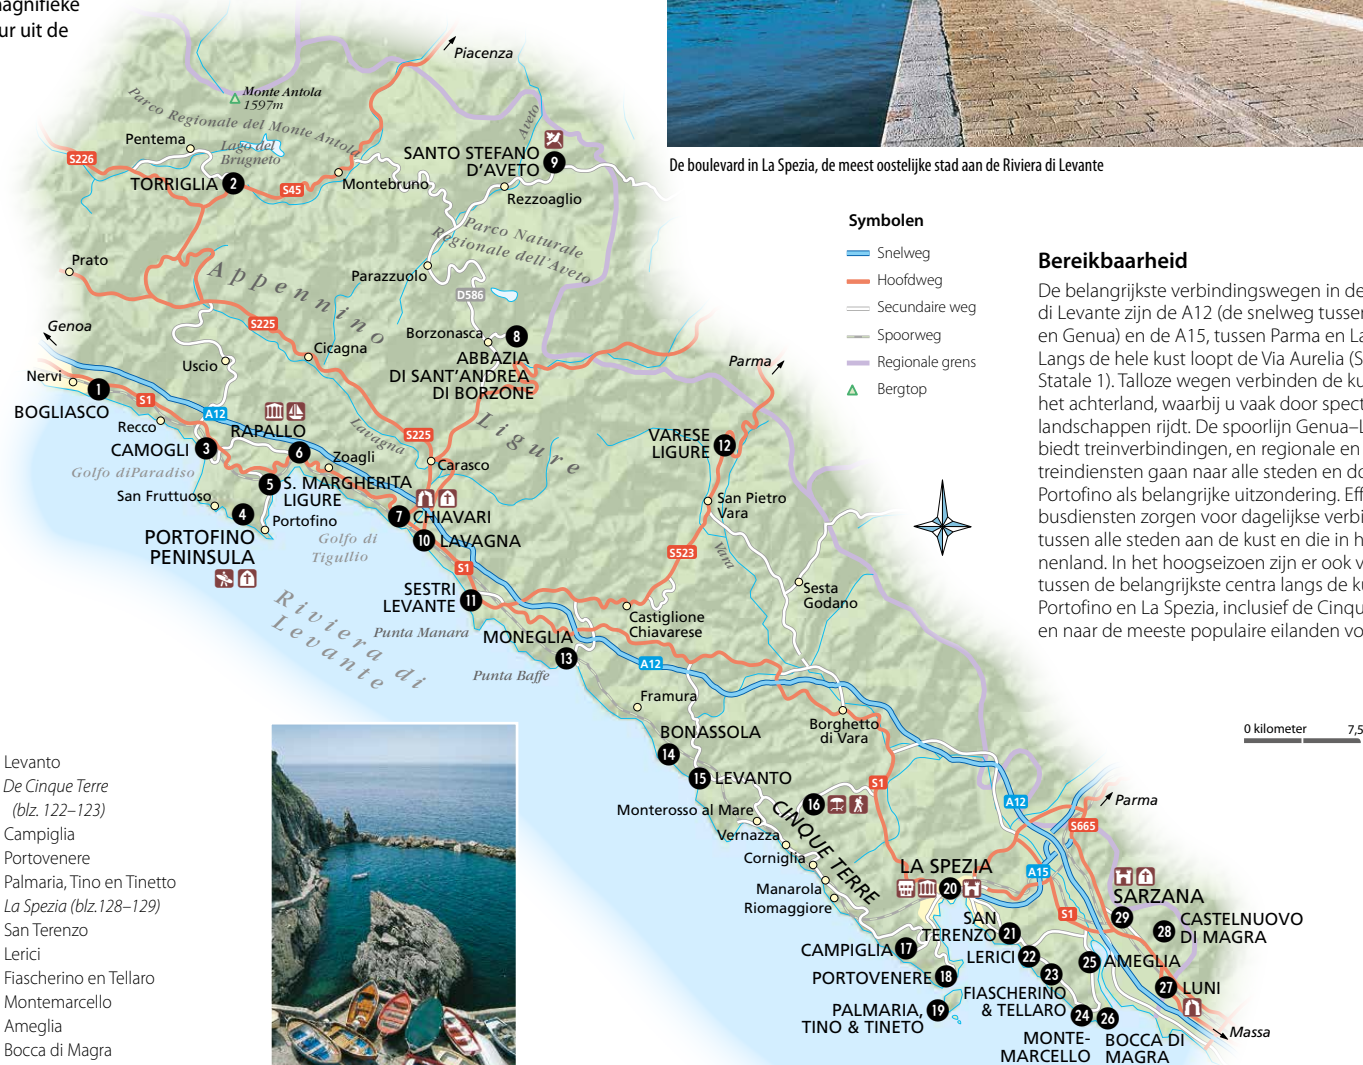 nagnifieke
ur uit de
De boulevard in La Spezia, de meest oostelijke stad aan de Riviera di Levante
Piacenza
Monte Antola
1597m
Parco Regionale del Monte Antola
Pentema
Lago del
Brugneto
Aveto
S226
SANTO STEFANO
D'AVETO
9
TORRIGLIA 2
S45
Montebruno
Rezzoaglio
Parco Naturale
Regionale dell'Aveto
Prato
Appennino
Parazzuolo
D586
Genoa
S225
Borzonasca
8
ABBAZIA
DI SANT'ANDREA
DI BORZONE
Cicagna
Uscio
Parma
Nervi
1
BOGLIASCO
S1
A12
Recco
RAPALLO
6
CAMOGLI 3
Zoagli
Lavagna
S225
Carasco
Ligure
VARESE
LIGURE
12
Golfo di Paradiso
5 S. MARGHERITA
LIGURE
San Fruttuoso
4
Portofino
PORTOFINO
PENINSULA
7 CHIAVARI
10 LAVAGNA
Golfo di
Tigullio
San Pietro
Vara
Vara
S523
S1
SESTRI
LEVANTE
11
Sesta
Godano
Castiglione
Chiavarese
Riviera di
Levante
Punta Manara
MONEGLIA
13
Punta Baffe
A12
Framura
Borghetto
di Vara
BONASSOLA
14
15 LEVANTO
Monterosso al Mare
16
S1
Vernazza
CINQUE TERRE
Corniglia
Manarola
Riomaggiore
A12
Parma
S665
A15
LA SPEZIA
20
S1
SARZANA
29
28 CASTELNUOVO
DI MAGRA
SAN
TERENZO 21
CAMPIGLIA 17
LERICI 22
25 AMEGLIA
PORTOVENERE 18
23
FIASCHERINO
& TELLARO
27 LUNI
PALMARIA,
TINO & TINETO
19
24
26
MONTE-
MARCELLO
BOCCA DI
MAGRA
Massa
Symbolen
Snelweg
Hoofdweg
Secundaire weg
Spoorweg
Regionale grens
Bergtop
Bereikbaarheid
De belangrijkste verbindingswegen in de
di Levante zijn de A12 (de snelweg tussen
en Genua) en de A15, tussen Parma en La
Langs de hele kust loopt de Via Aurelia (S
Statale 1). Talloze wegen verbinden de ku
het achterland, waarbij u vaak door spect
landschappen rijdt. De spoorlijn Genua–L
biedt treinverbindingen, en regionale en
treindiensten gaan naar alle steden en do
Portofino als belangrijke uitzondering. Eff
busdiensten zorgen voor dagelijkse verbi
tussen alle steden aan de kust en die in h
nenland. In het hoogseizoen zijn er ook v
tussen de belangrijkste centra langs de k
Portofino en La Spezia, inclusief de Cinqu
en naar de meeste populaire eilanden vo
0 kilometer 7,5
Levanto
De Cinque Terre
(blz. 122–123)
Campiglia
Portovenere
Palmaria, Tino en Tinetto
La Spezia (blz.128–129)
San Terenzo
Lerici
Fiascherino en Tellaro
Montemarcello
Ameglia
Bocca di Magra